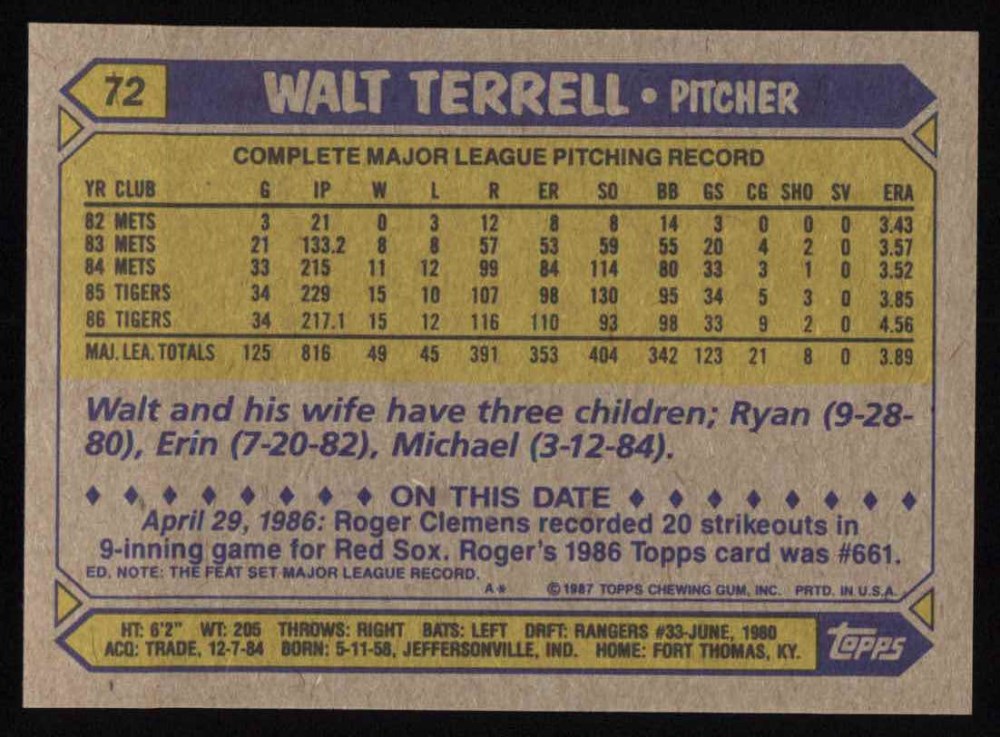 72
WALT TERRELL • PITCHER
COMPLETE MAJOR LEAGUE PITCHING RECORD
YR CLUB G IP W L R ER SO BB GS CG SHO SV ERA
82 METS 3 21 0 3 12 8 8 14 3 0 0 0 3.43
83 METS 21 133.2 8 8 57 53 59 55 20 4 2 0 3.57
84 METS 33 215 11 12 99 84 114 80 33 3 1 0 3.52
85 TIGERS 34 229 15 10 107 98 130 95 34 5 3 0 3.85
86 TIGERS 34 217.1 15 12 116 110 93 98 33 9 2 0 4.56
MAJ. LEA. TOTALS 125 816 49 45 391 353 404 342 123 21 8 0 3.89
Walt and his wife have three children; Ryan (9-28-
80), Erin (7-20-82), Michael (3-12-84).
♦ ♦ ♦ ♦ ♦ ♦ ♦ ♦ ON THIS DATE ♦ ♦ ♦ ♦ ♦ ♦ ♦ ♦
April 29, 1986: Roger Clemens recorded 20 strikeouts in
9-inning game for Red Sox. Roger's 1986 Topps card was #661.
ED. NOTE: THE FEAT SET MAJOR LEAGUE RECORD.
A* © 1987 TOPPS CHEWING GUM, INC. PRTD. IN U.S.A.
HT: 6'2" WT: 205 THROWS: RIGHT BATS: LEFT DRFT: RANGERS #33-JUNE, 1980
ACQ: TRADE, 12-7-84 BORN: 5-11-58, JEFFERSONVILLE, IND. HOME: FORT THOMAS, KY.
topps